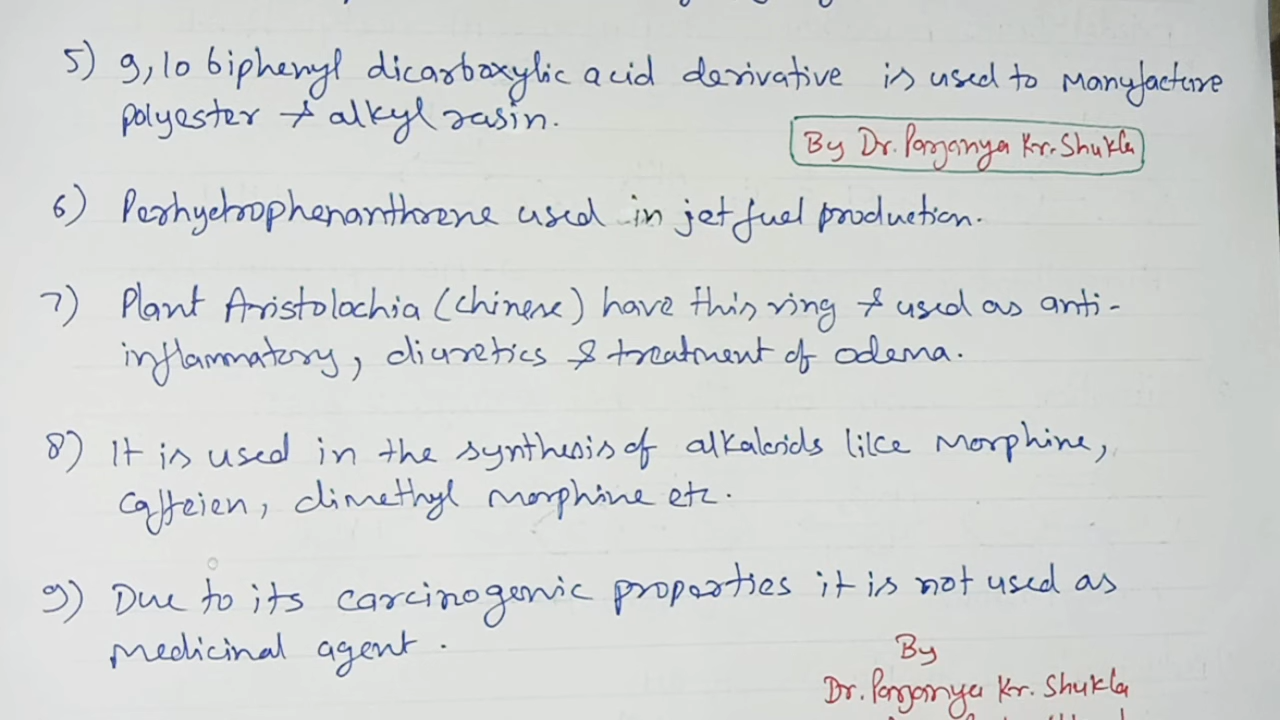 5) 9,10 biphenyl dicarboxylic acid derivative is used to Manufacture
polyester & alkyl rasin.
By Dr. Parjanya Kr. Shukla
6) Perhydrophenanthrene used in jet fuel production.
7) Plant Aristolochia (Chinese) have this ring & used as anti-
inflammatory, diuretics & treatment of odema.
8) It is used in the synthesis of alkaloids like Morphine,
Caffeien, dimethyl morphine etc.
9) Due to its carcinogenic properties it is not used as
Medicinal agent.
By
Dr. Parjanya Kr. Shukla